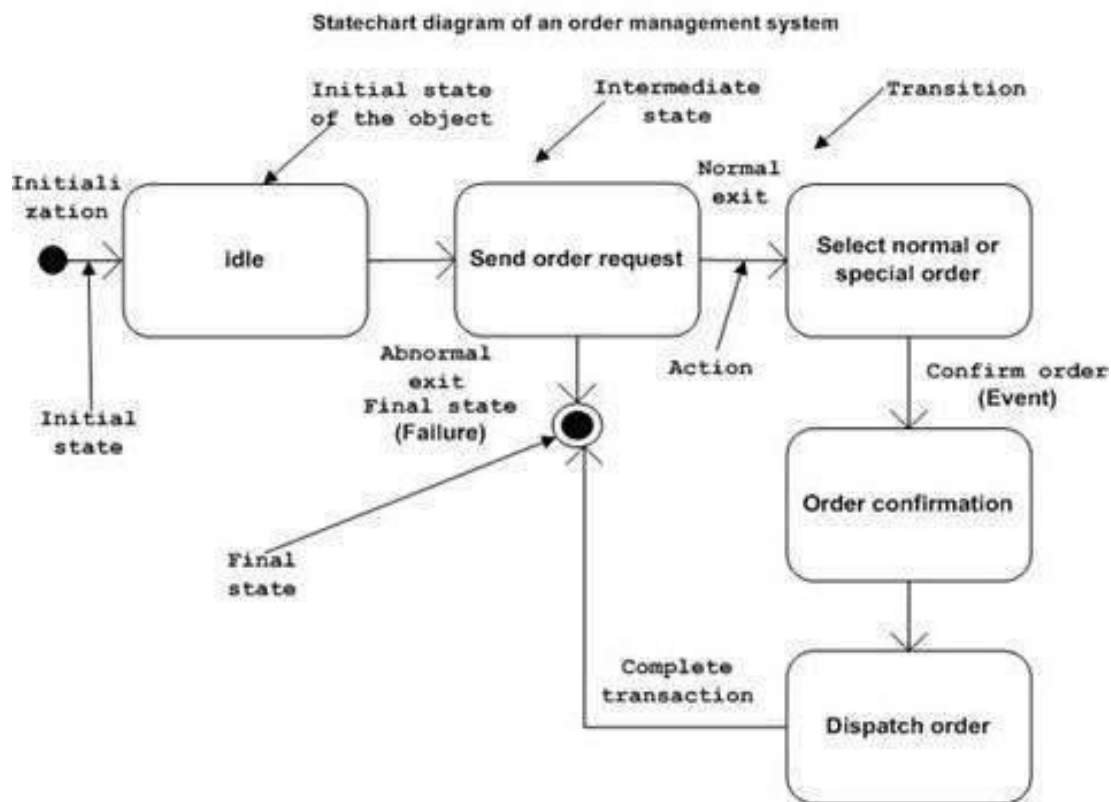 Statechart diagram of an order management system
Initial state
of the object
Intermediate
state
Transition
Initiali
zation
Normal
exit
idle
Send order request
Select normal or
special order
Abnormal
exit
Final state
(Failure)
Action
Confirm order
(Event)
Initial
state
Order confirmation
Final
state
Complete
transaction
Dispatch order